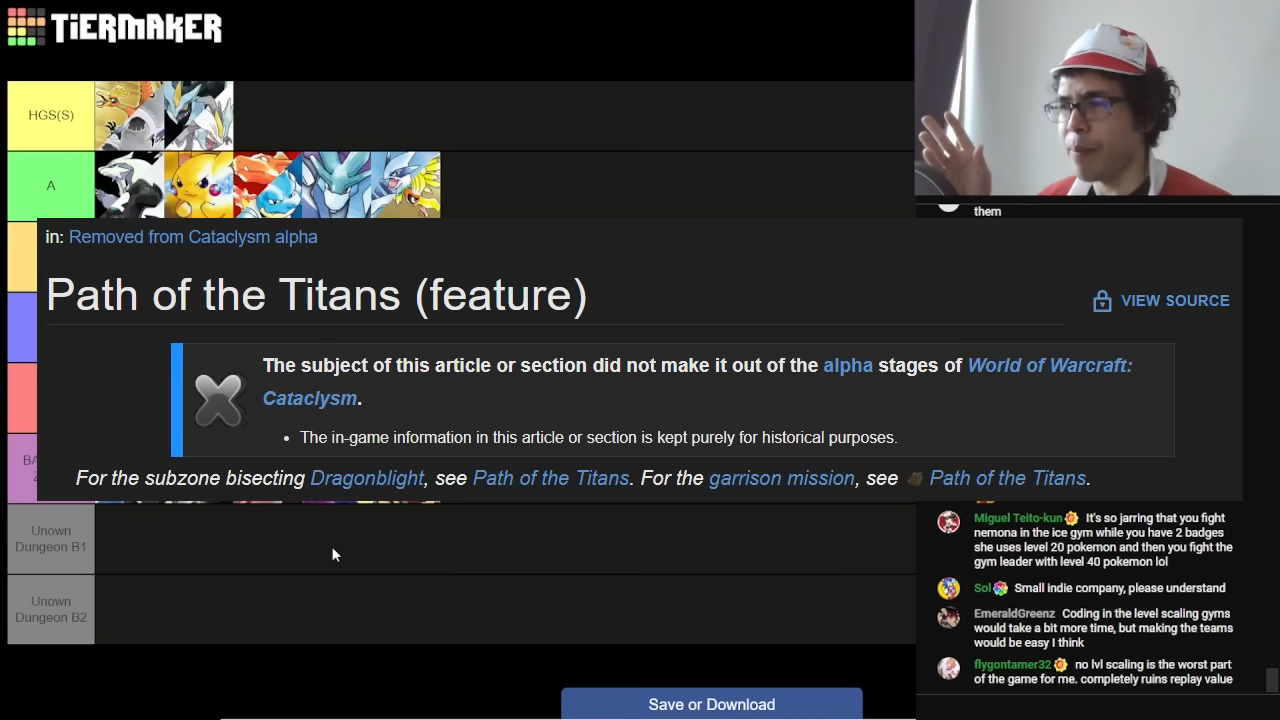 TiERMAKER
HGS(S)
A
them
in: Removed from Cataclysm alpha
Path of the Titans (feature)
VIEW SOURCE
The subject of this article or section did not make it out of the alpha stages of World of Warcraft:
Cataclysm.
• The in-game information in this article or section is kept purely for historical purposes.
For the subzone bisecting Dragonblight, see Path of the Titans. For the garrison mission, see Path of the Titans.
Unown
Dungeon B1
Unown
Dungeon B2
Miguel Teito-kun It's so jarring that you fight
nemona in the ice gym while you have 2 badges
she uses level 20 pokemon and then you fight the
gym leader with level 40 pokemon lol
Sol Small indie company, please understand
EmeraldGreenz Coding in the level scaling gyms
would take a bit more time, but making the teams
would be easy I think
flygontamer32 no lvl scaling is the worst part
of the game for me. completely ruins replay value
Save or Download